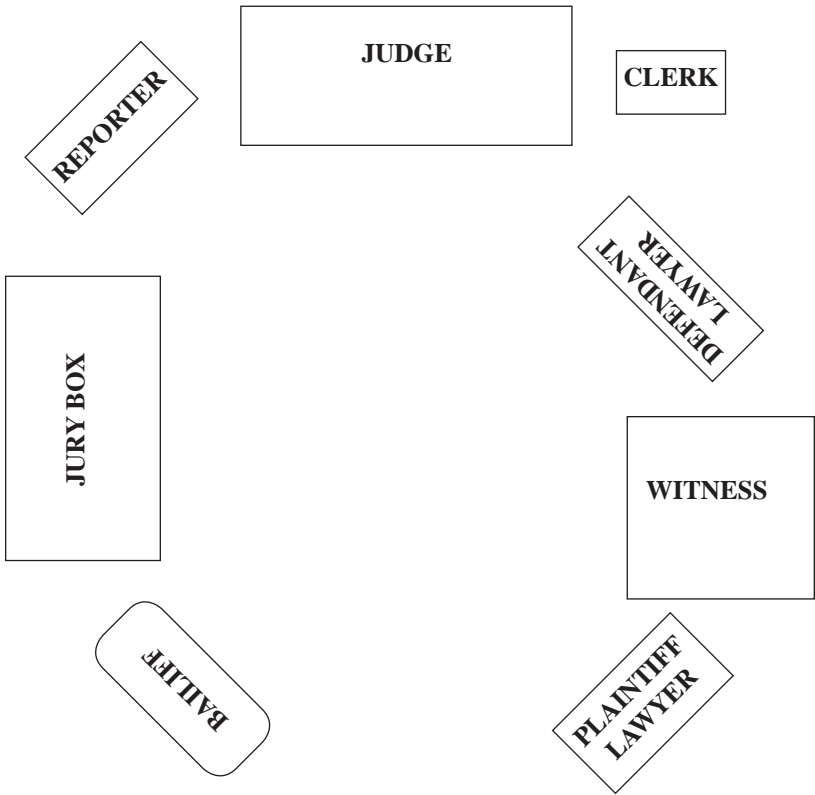 JUDGE
CLERK
REPORTER
DEFENDANT
LAWYER
JURY BOX
WITNESS
BAILIFF
PLAINTIFF
LAWYER